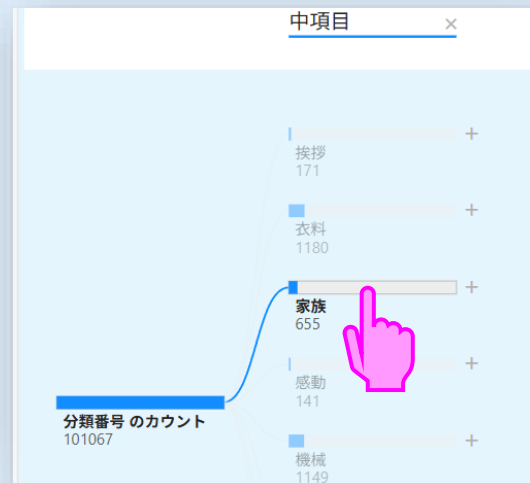 中項目 ×
挨拶
171
衣料
1180
家族
655
感動
141
分類番号 のカウント
101067
機械
1149